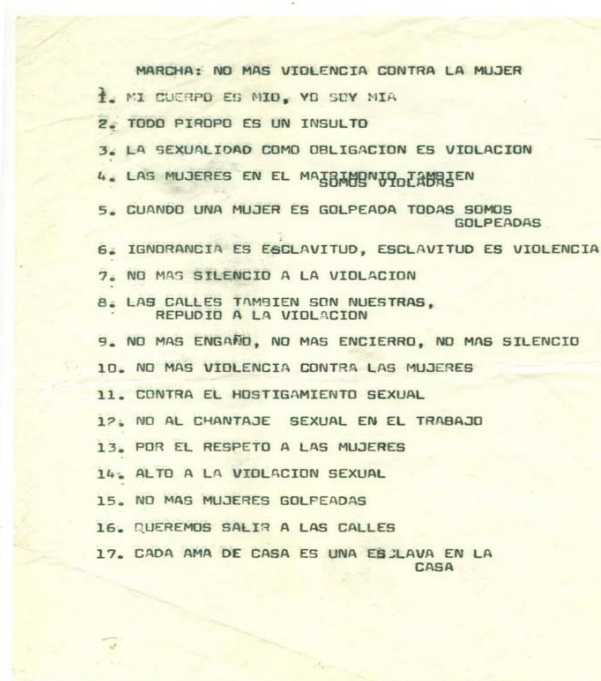 MARCHA: NO MAS VIOLENCIA CONTRA LA MUJER
1. MI CUERPO ES MIO, YO SOY MIA
2. TODO PIROPO ES UN INSULTO
3. LA SEXUALIDAD COMO OBLIGACION ES VIOLACION
4. LAS MUJERES EN EL MATRIMONIO TAMBIEN
SOMOS VIOLADAS
5. CUANDO UNA MUJER ES GOLPEADA TODAS SOMOS
GOLPEADAS
6. IGNORANCIA ES ESCLAVITUD, ESCLAVITUD ES VIOLENCIA
7. NO MAS SILENCIO A LA VIOLACION
8. LAS CALLES TAMBIEN SON NUESTRAS,
REPUDIO A LA VIOLACION
9. NO MAS ENGAÑO, NO MAS ENCIERRO, NO MAS SILENCIO
10. NO MAS VIOLENCIA CONTRA LAS MUJERES
11. CONTRA EL HOSTIGAMIENTO SEXUAL
12. NO AL CHANTAJE SEXUAL EN EL TRABAJO
13. POR EL RESPETO A LAS MUJERES
14. ALTO A LA VIOLACION SEXUAL
15. NO MAS MUJERES GOLPEADAS
16. QUEREMOS SALIR A LAS CALLES
17. CADA AMA DE CASA ES UNA ESCLAVA EN LA
CASA